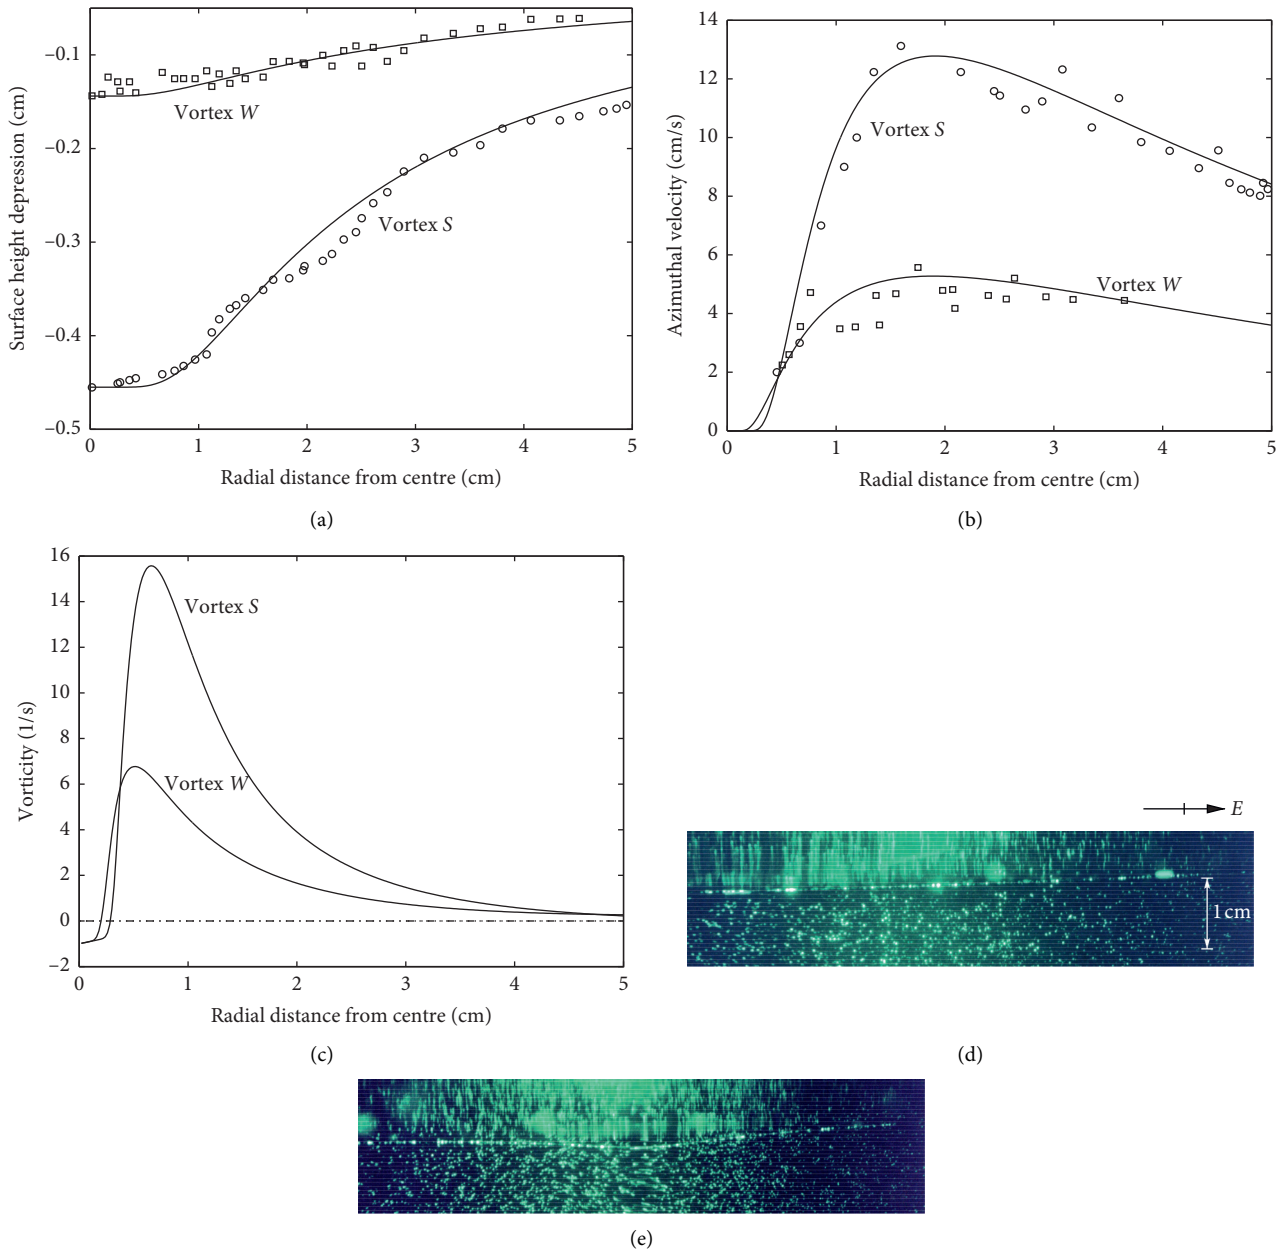 −0.1
−0.2
−0.3
−0.4
−0.5
0
1
2
3
4
5
Surface height depression (cm)
Radial distance from centre (cm)
Vortex W
Vortex S
(a)
14
12
10
8
6
4
2
0
0
1
2
3
4
5
Azimuthal velocity (cm/s)
Radial distance from centre (cm)
Vortex S
Vortex W
(b)
16
14
12
10
8
6
4
2
0
−2
0
1
2
3
4
5
Vorticity (1/s)
Radial distance from centre (cm)
Vortex S
Vortex W
(c)
E
1 cm
(d)
(e)